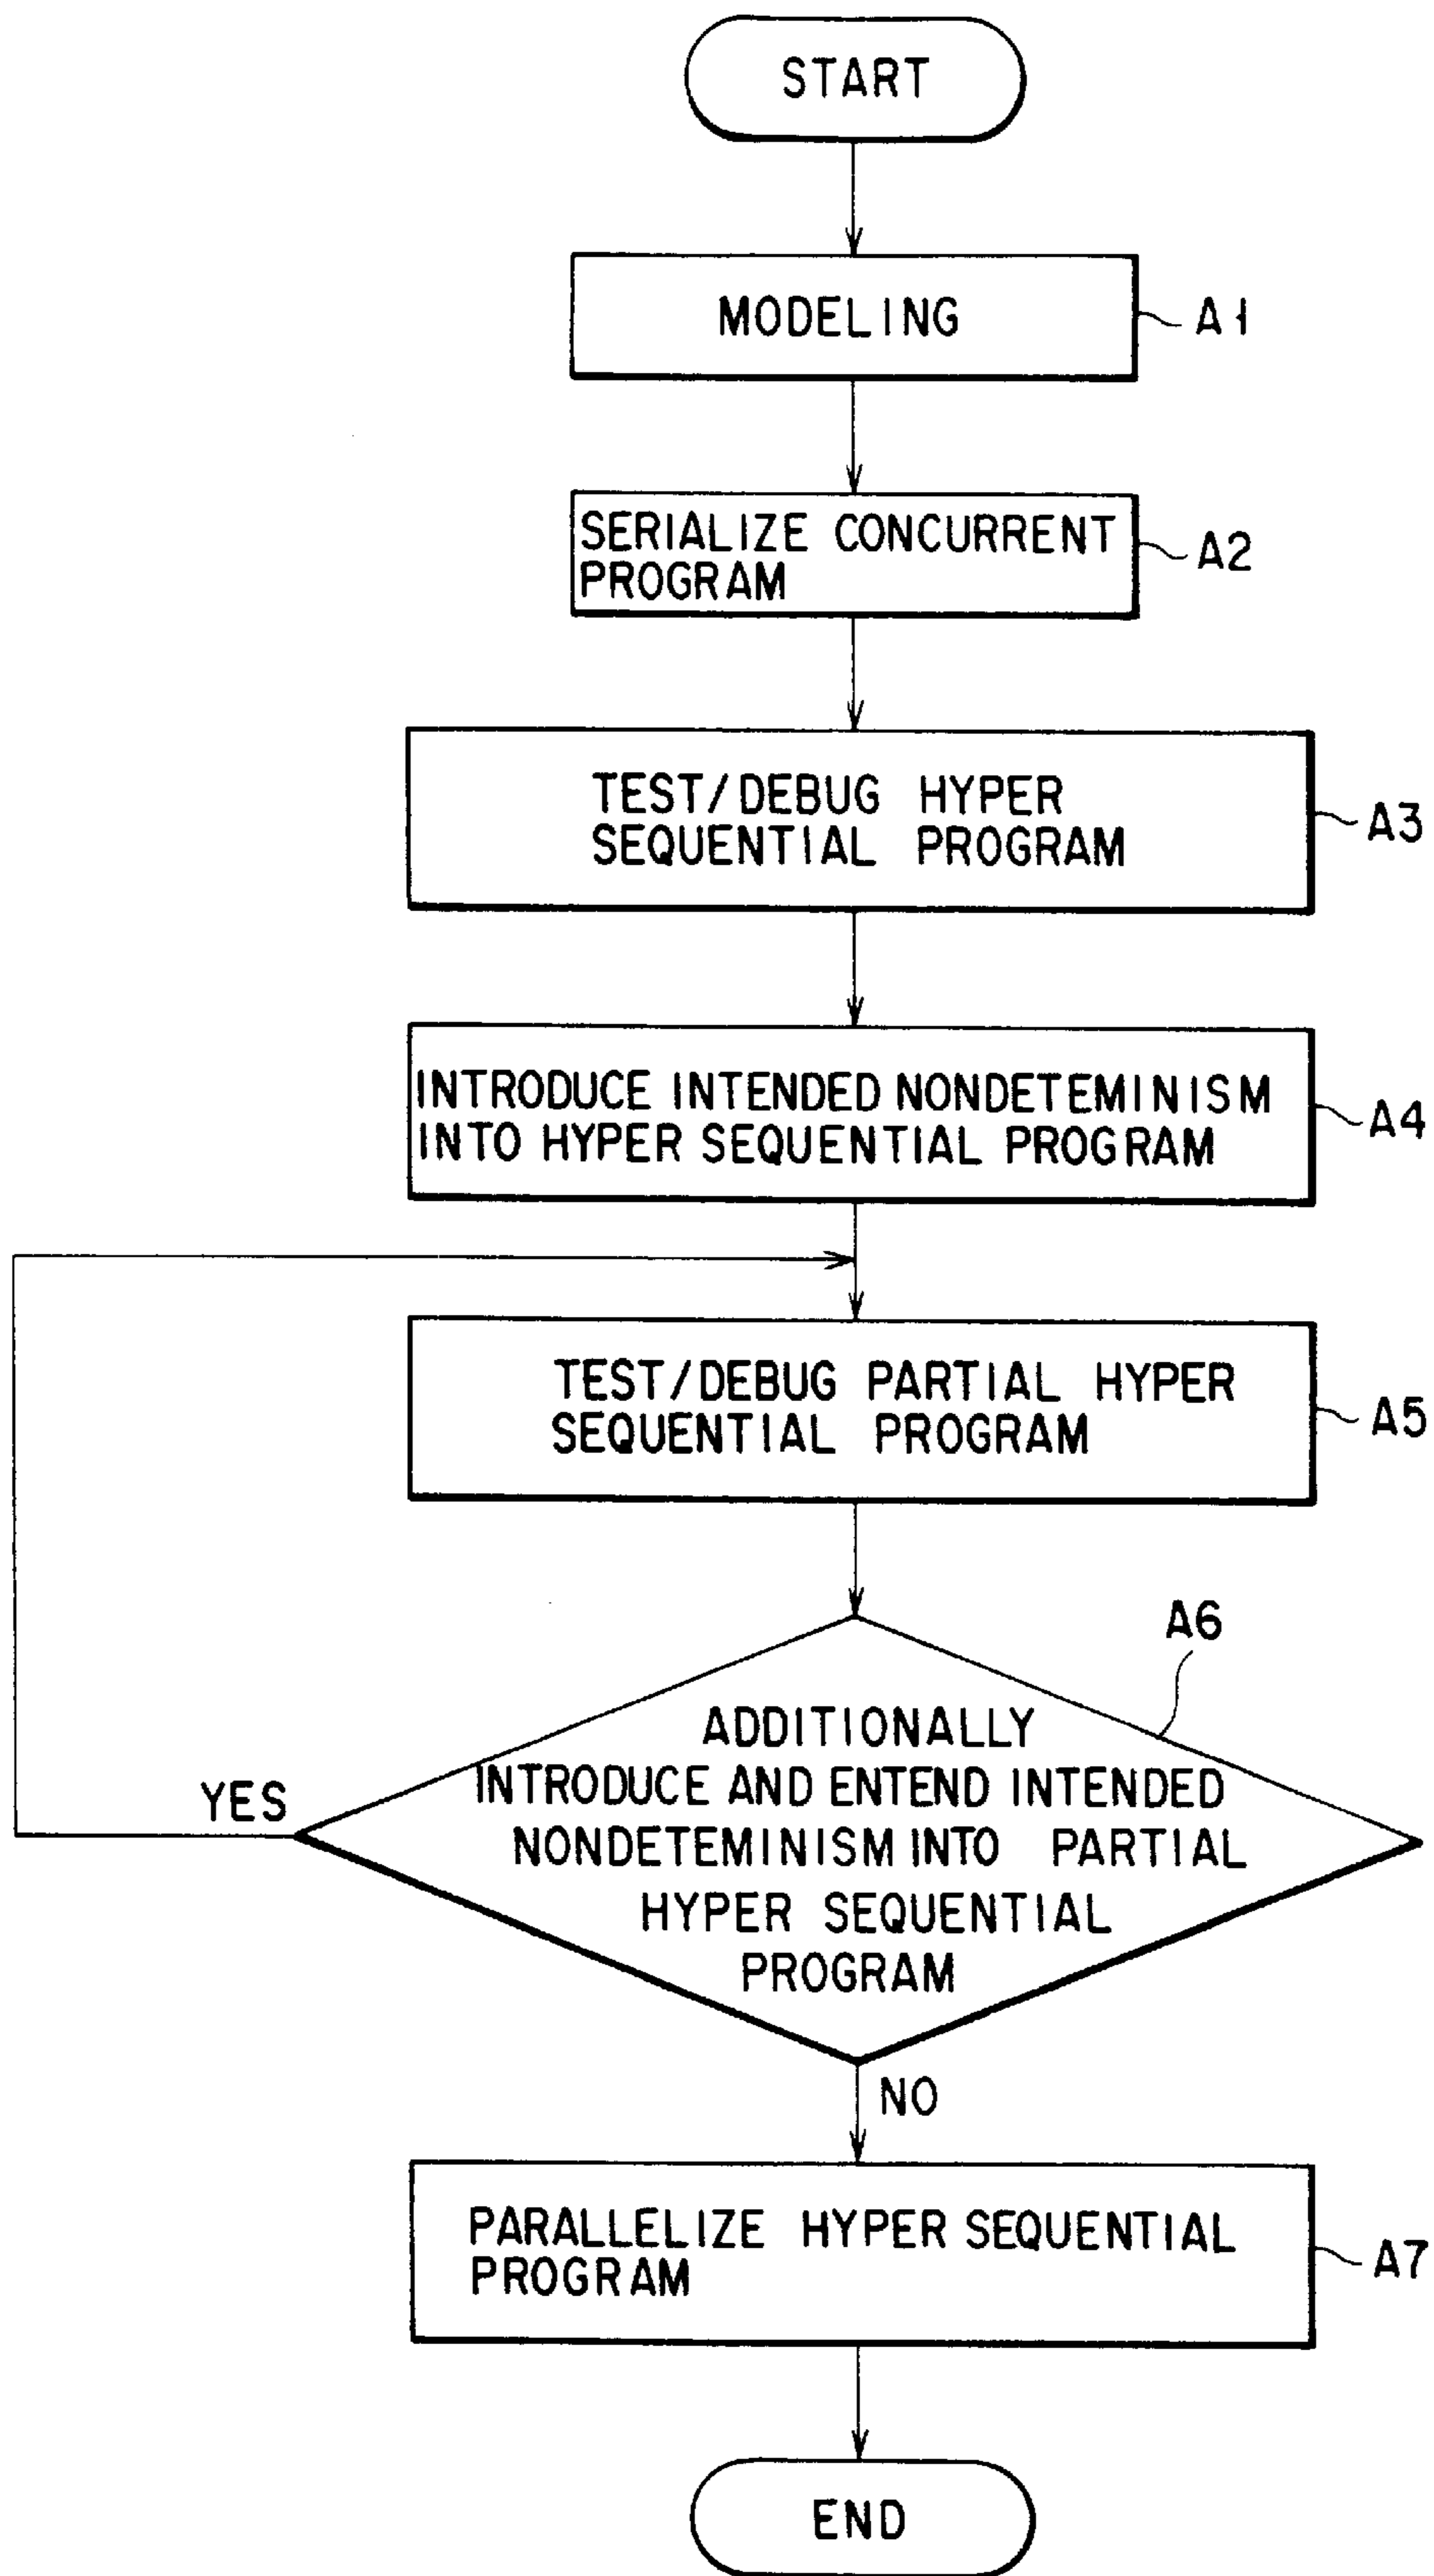 START
MODELING
A1
SERIALIZE CONCURRENT
PROGRAM
A2
TEST/DEBUG HYPER
SEQUENTIAL PROGRAM
A3
INTRODUCE INTENDED NONDETEMINISM
INTO HYPER SEQUENTIAL PROGRAM
A4
TEST/DEBUG PARTIAL HYPER
SEQUENTIAL PROGRAM
A5
A6
ADDITIONALLY
INTRODUCE AND ENTEND INTENDED
NONDETEMINISM INTO PARTIAL
HYPER SEQUENTIAL
PROGRAM
YES
NO
PARALLELIZE HYPER SEQUENTIAL
PROGRAM
A7
END